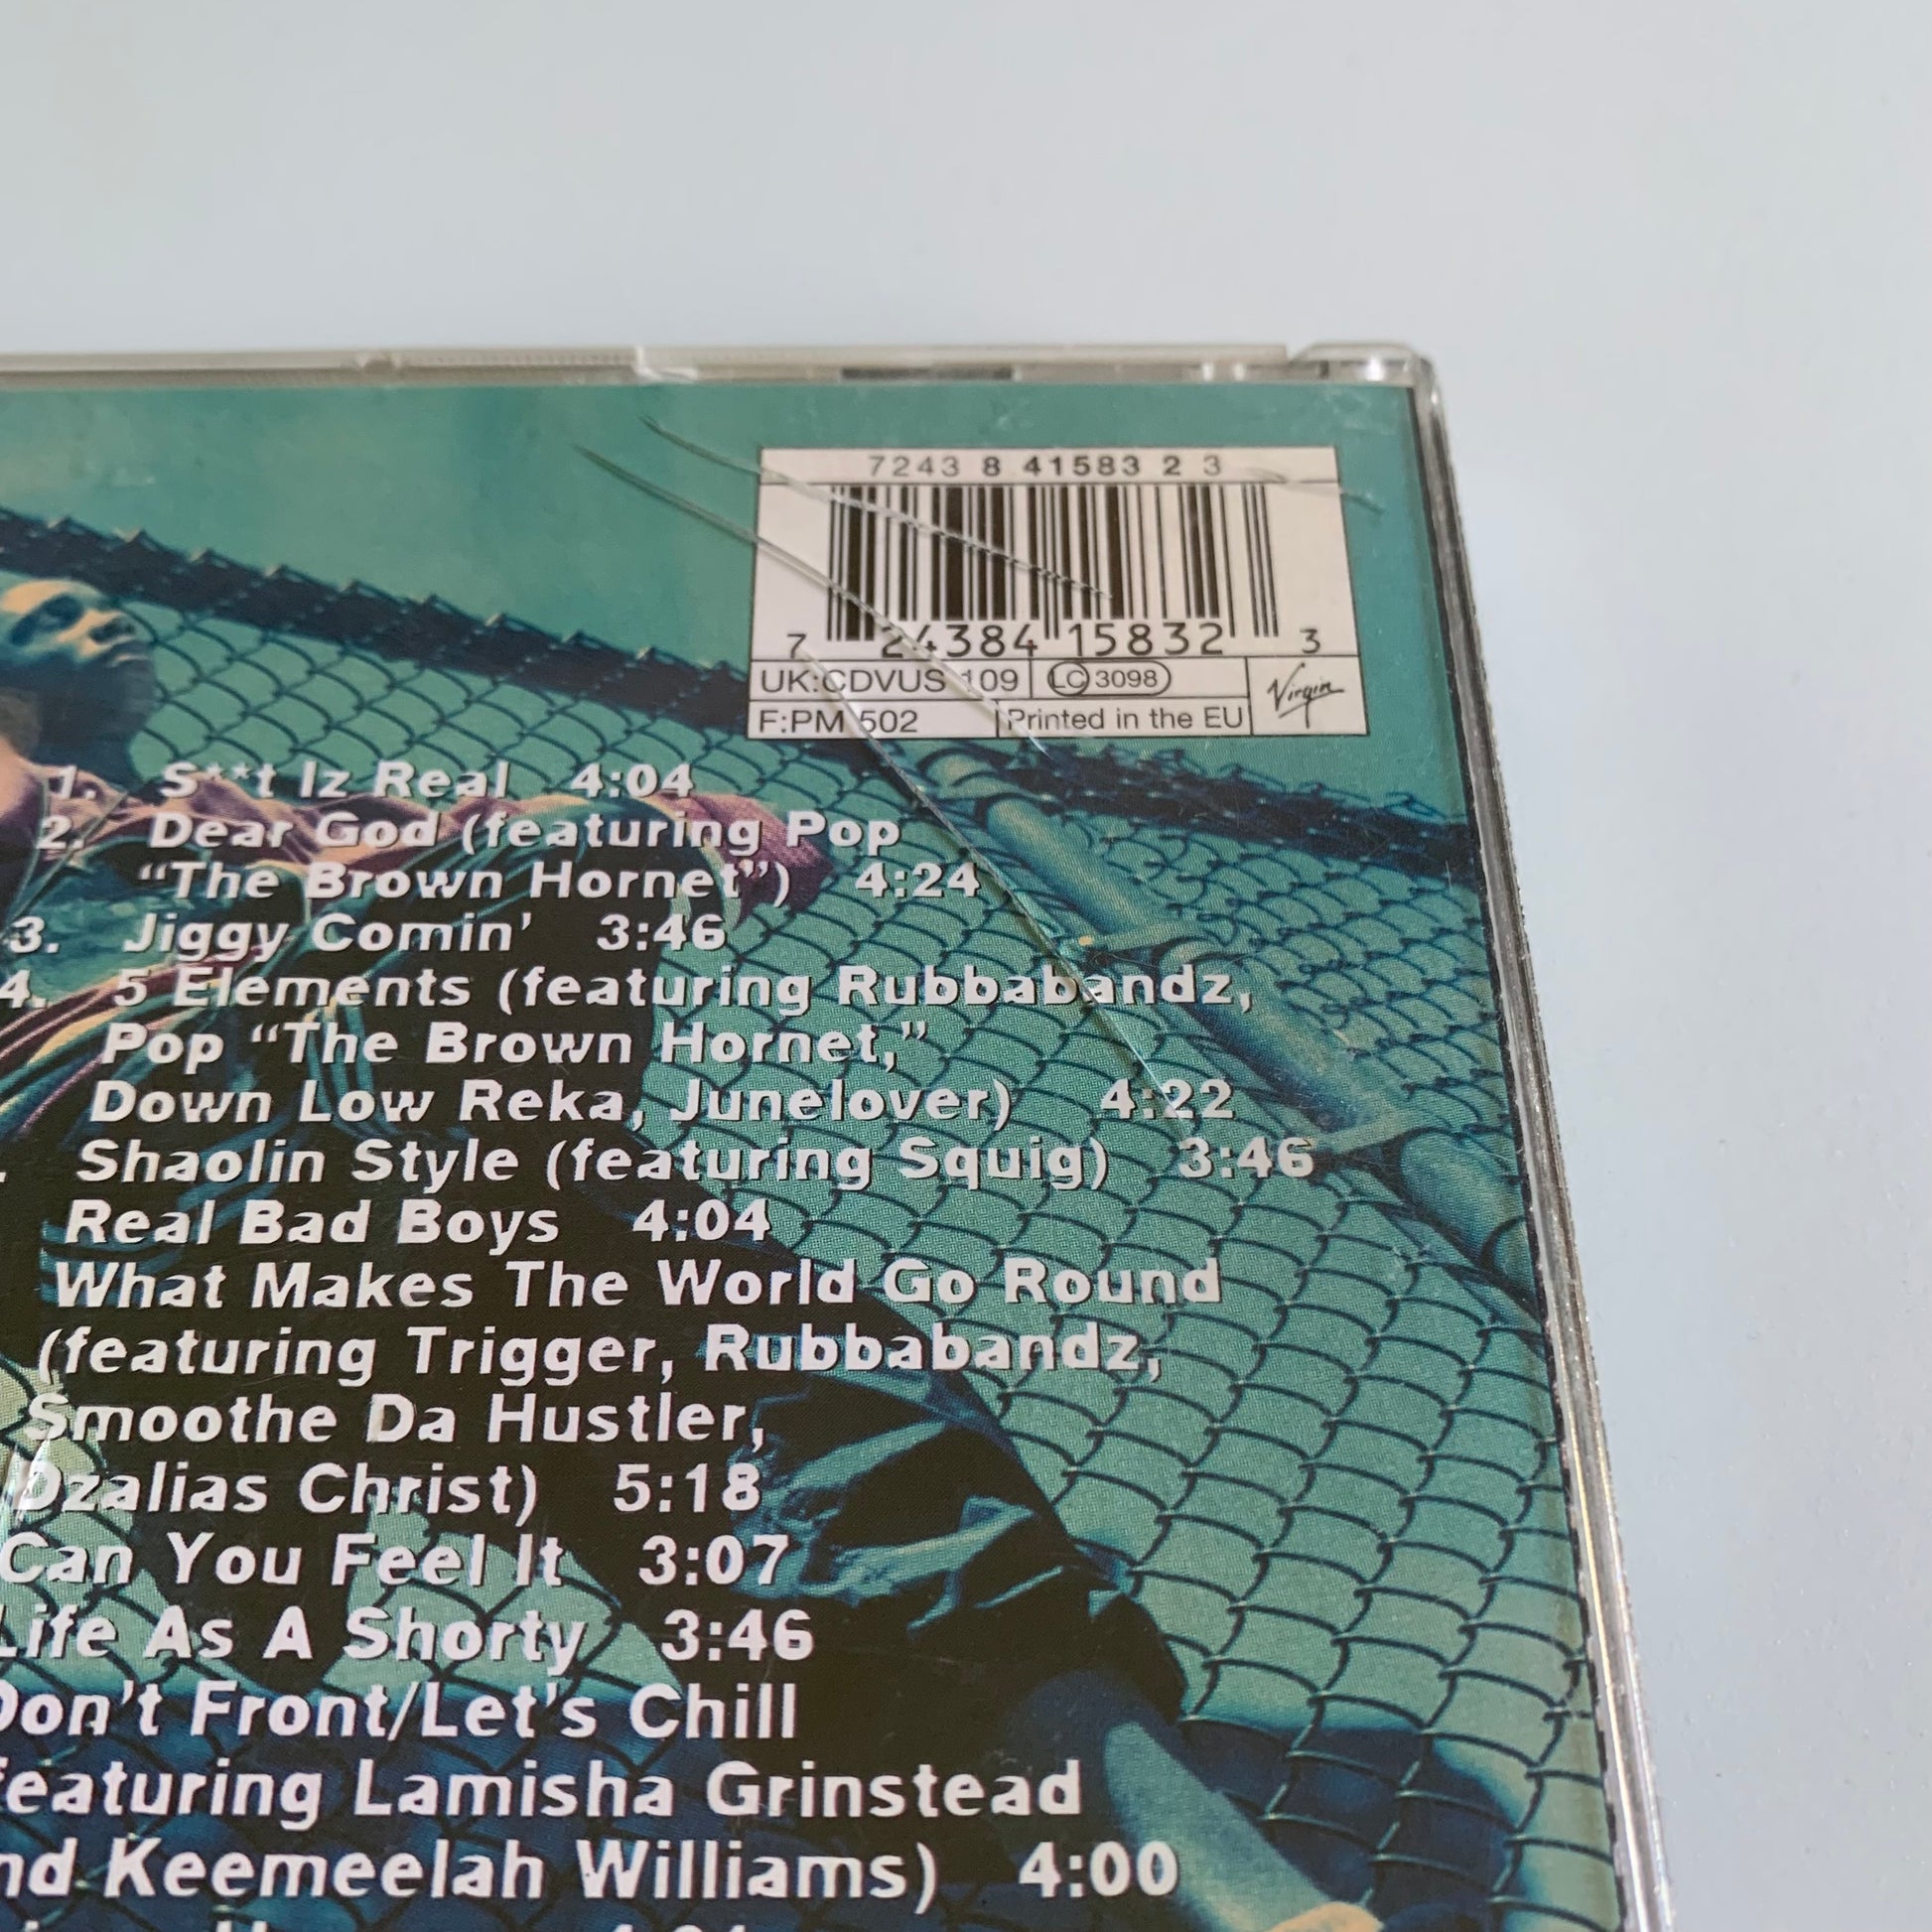 7243 8 41583 2 3
7 24384 15832 3
UK:CDVUS 109 LC 3098 Virgin
F:PM 502 Printed in the EU
1. S**t Iz Real 4:04
2. Dear God (featuring Pop
“The Brown Hornet”) 4:24
3. Jiggy Comin’ 3:46
4. 5 Elements (featuring Rubbabandz,
Pop “The Brown Hornet,”
Down Low Reka, Junelover) 4:22
Shaolin Style (featuring Squig) 3:46
Real Bad Boys 4:04
What Makes The World Go Round
(featuring Trigger, Rubbabandz,
Smoothe Da Hustler,
Dzalias Christ) 5:18
Can You Feel It 3:07
Life As A Shorty 3:46
Don’t Front/Let’s Chill
featuring Lamisha Grinstead
nd Keemeelah Williams) 4:00